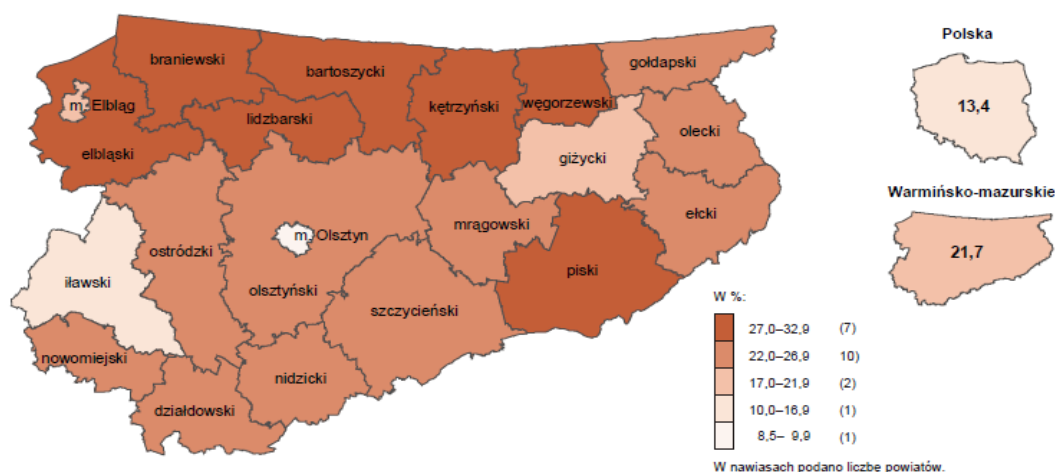 Polska
13,4
Warmińsko-mazurskie
21,7
braniewski
bartoszycki
gołdapski
m. Elbląg
kętrzyński
węgorzewski
lidzbarski
olecki
elbląski
giżycki
ełcki
mrągowski
m. Olsztyn
ostródzki
piski
iławski
olsztyński
szczycieński
nowomiejski
nidzicki
działdowski
W %:
27,0–32,9 (7)
22,0–26,9 10)
17,0–21,9 (2)
10,0–16,9 (1)
8,5– 9,9 (1)
W nawiasach podano liczbę powiatów.